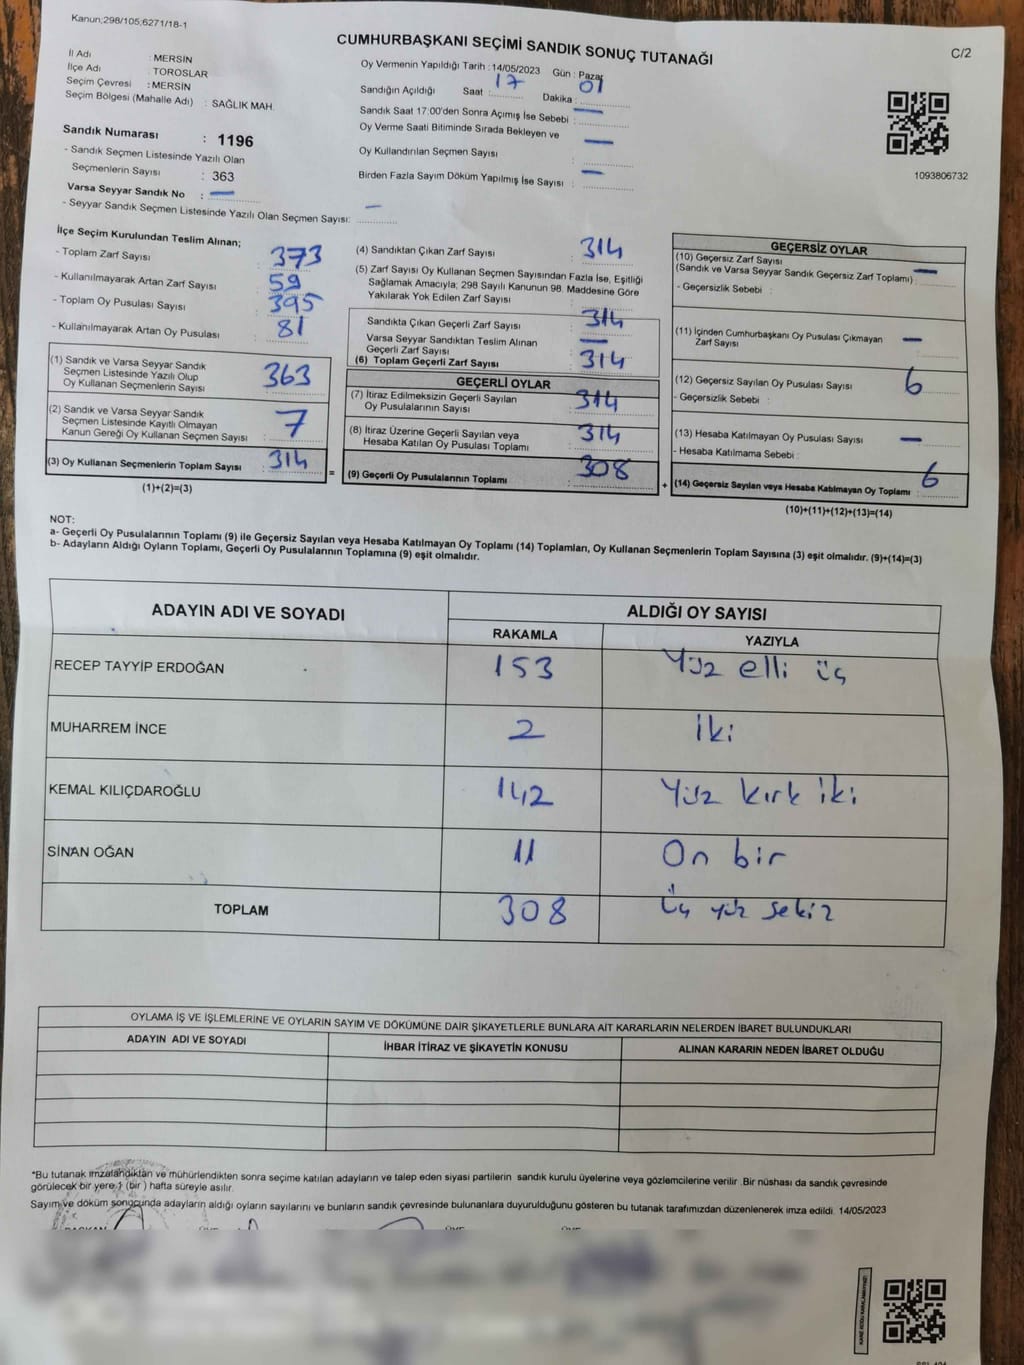 Kanun;298/105;6271/18-1
CUMHURBAŞKANI SEÇİMİ SANDIK SONUÇ TUTANAĞI
C/2
İl Adı : MERSİN
İlçe Adı : TOROSLAR
Seçim Çevresi : MERSİN
Seçim Bölgesi (Mahalle Adı) : SAĞLIK MAH.
Sandık Numarası : 1196
- Sandık Seçmen Listesinde Yazılı Olan
Seçmenlerin Sayısı : 363
Varsa Seyyar Sandık No : —
- Seyyar Sandık Seçmen Listesinde Yazılı Olan Seçmen Sayısı: —
Oy Vermenin Yapıldığı Tarih : 14/05/2023 Gün : Pazar
Sandığın Açıldığı Saat : 17 Dakika : 01
Sandık Saat 17:00'den Sonra Açımış İse Sebebi : —
Oy Verme Saati Bitiminde Sırada Bekleyen ve
Oy Kullandırılan Seçmen Sayısı : —
Birden Fazla Sayım Döküm Yapılmış İse Sayısı : —
1093806732
İlçe Seçim Kurulundan Teslim Alınan;
- Toplam Zarf Sayısı : 373
- Kullanılmayarak Artan Zarf Sayısı : 59
- Toplam Oy Pusulası Sayısı : 395
- Kullanılmayarak Artan Oy Pusulası : 81
(1) Sandık ve Varsa Seyyar Sandık
Seçmen Listesinde Yazılı Olup
Oy Kullanan Seçmenlerin Sayısı : 363
(2) Sandık ve Varsa Seyyar Sandık
Seçmen Listesinde Kayıtlı Olmayan
Kanun Gereği Oy Kullanan Seçmen Sayısı : 7
(3) Oy Kullanan Seçmenlerin Toplam Sayısı : 314
(1)+(2)=(3)
=
(4) Sandıktan Çıkan Zarf Sayısı : 314
(5) Zarf Sayısı Oy Kullanan Seçmen Sayısından Fazla İse, Eşitliği
Sağlamak Amacıyla; 298 Sayılı Kanunun 98. Maddesine Göre
Yakılarak Yok Edilen Zarf Sayısı :
Sandıkta Çıkan Geçerli Zarf Sayısı : 314
Varsa Seyyar Sandıktan Teslim Alınan
Geçerli Zarf Sayısı : —
(6) Toplam Geçerli Zarf Sayısı : 314
GEÇERLİ OYLAR
(7) İtiraz Edilmeksizin Geçerli Sayılan
Oy Pusulalarının Sayısı : 314
(8) İtiraz Üzerine Geçerli Sayılan veya
Hesaba Katılan Oy Pusulaları Toplamı : 314
(9) Geçerli Oy Pusulalarının Toplamı : 308
+
GEÇERSİZ OYLAR
(10) Geçersiz Zarf Sayısı
(Sandık ve Varsa Seyyar Sandık Geçersiz Zarf Toplamı) : —
- Geçersizlik Sebebi :
(11) İçinden Cumhurbaşkanı Oy Pusulası Çıkmayan
Zarf Sayısı : —
(12) Geçersiz Sayılan Oy Pusulası Sayısı : 6
- Geçersizlik Sebebi :
(13) Hesaba Katılmayan Oy Pusulası Sayısı : —
- Hesaba Katılmama Sebebi :
(14) Geçersiz Sayılan veya Hesaba Katılmayan Oy Toplamı : 6
(10)+(11)+(12)+(13)=(14)
NOT:
a- Geçerli Oy Pusulalarının Toplamı (9) ile Geçersiz Sayılan veya Hesaba Katılmayan Oy Toplamı (14) Toplamları, Oy Kullanan Seçmenlerin Toplam Sayısına (3) eşit olmalıdır. (9)+(14)=(3)
b- Adayların Aldığı Oyların Toplamı, Geçerli Oy Pusulalarının Toplamına (9) eşit olmalıdır.
ADAYIN ADI VE SOYADI ALDIĞI OY SAYISI
RAKAMLA YAZIYLA
RECEP TAYYİP ERDOĞAN 153 Yüz elli üç
MUHARREM İNCE 2 İki
KEMAL KILIÇDAROĞLU 142 Yüz kırk iki
SİNAN OĞAN 11 On bir
TOPLAM 308 Üç yüz sekiz
OYLAMA İŞ VE İŞLEMLERİNE VE OYLARIN SAYIM VE DÖKÜMÜNE DAİR ŞİKAYETLERLE BUNLARA AİT KARARLARIN NELERDEN İBARET BULUNDUKLARI
ADAYIN ADI VE SOYADI İHBAR İTİRAZ VE ŞİKAYETİN KONUSU ALINAN KARARIN NEDEN İBARET OLDUĞU
*Bu tutanak imzalandıktan ve mühürlendikten sonra seçime katılan adayların ve talep eden siyasi partilerin sandık kurulu üyelerine veya gözlemcilerine verilir. Bir nüshası da sandık çevresinde
görülecek bir yere 1 (bir ) hafta süreyle asılır.
Sayım ve döküm sonucunda adayların aldığı oyların sayılarını ve bunların sandık çevresinde bulunanlara duyurulduğunu gösteren bu tutanak tarafımızdan düzenlenerek imza edildi. 14/05/2023